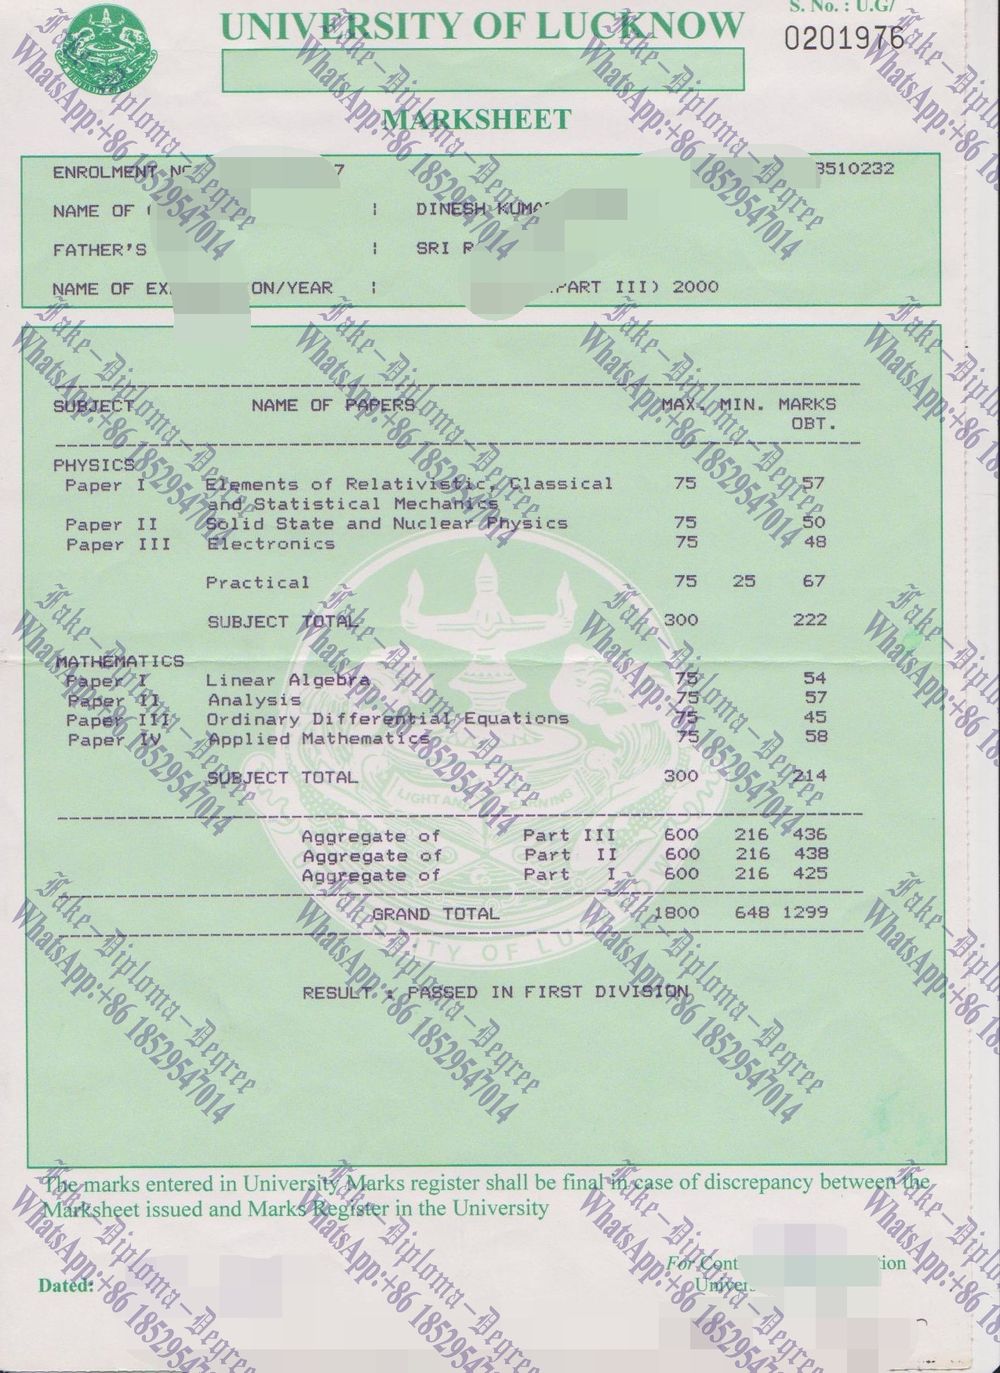 UNIVERSITY OF LUCKNOW
S. No. : U.G/
0201976
MARKSHEET
ENROLMENT 7 3510232
NAME OF : DINESH KUMA
FATHER'S : SRI R
NAME OF EX ON/YEAR : (PART III) 2000
SUBJECT NAME OF PAPERS MAX. MIN. MARKS
OBT.
PHYSICS
Paper I Elements of Relativistic, Classical 75 57
and Statistical Mechanics
Paper II Solid State and Nuclear Physics 75 50
Paper III Electronics 75 48
Practical 75 25 67
SUBJECT TOTAL 300 222
MATHEMATICS
Paper I Linear Algebra 75 54
Paper II Analysis 75 57
Paper III Ordinary Differential Equations 75 45
Paper IV Applied Mathematics 75 58
SUBJECT TOTAL 300 214
Aggregate of Part III 600 216 436
Aggregate of Part II 600 216 438
Aggregate of Part I 600 216 425
GRAND TOTAL 1800 648 1299
RESULT : PASSED IN FIRST DIVISION
The marks entered in University Marks register shall be final in case of discrepancy between the
Marksheet issued and Marks Register in the University
For Cont ion
Dated:
Univer
Fake-Diploma-Degree
WhatsApp:+86 18529547014